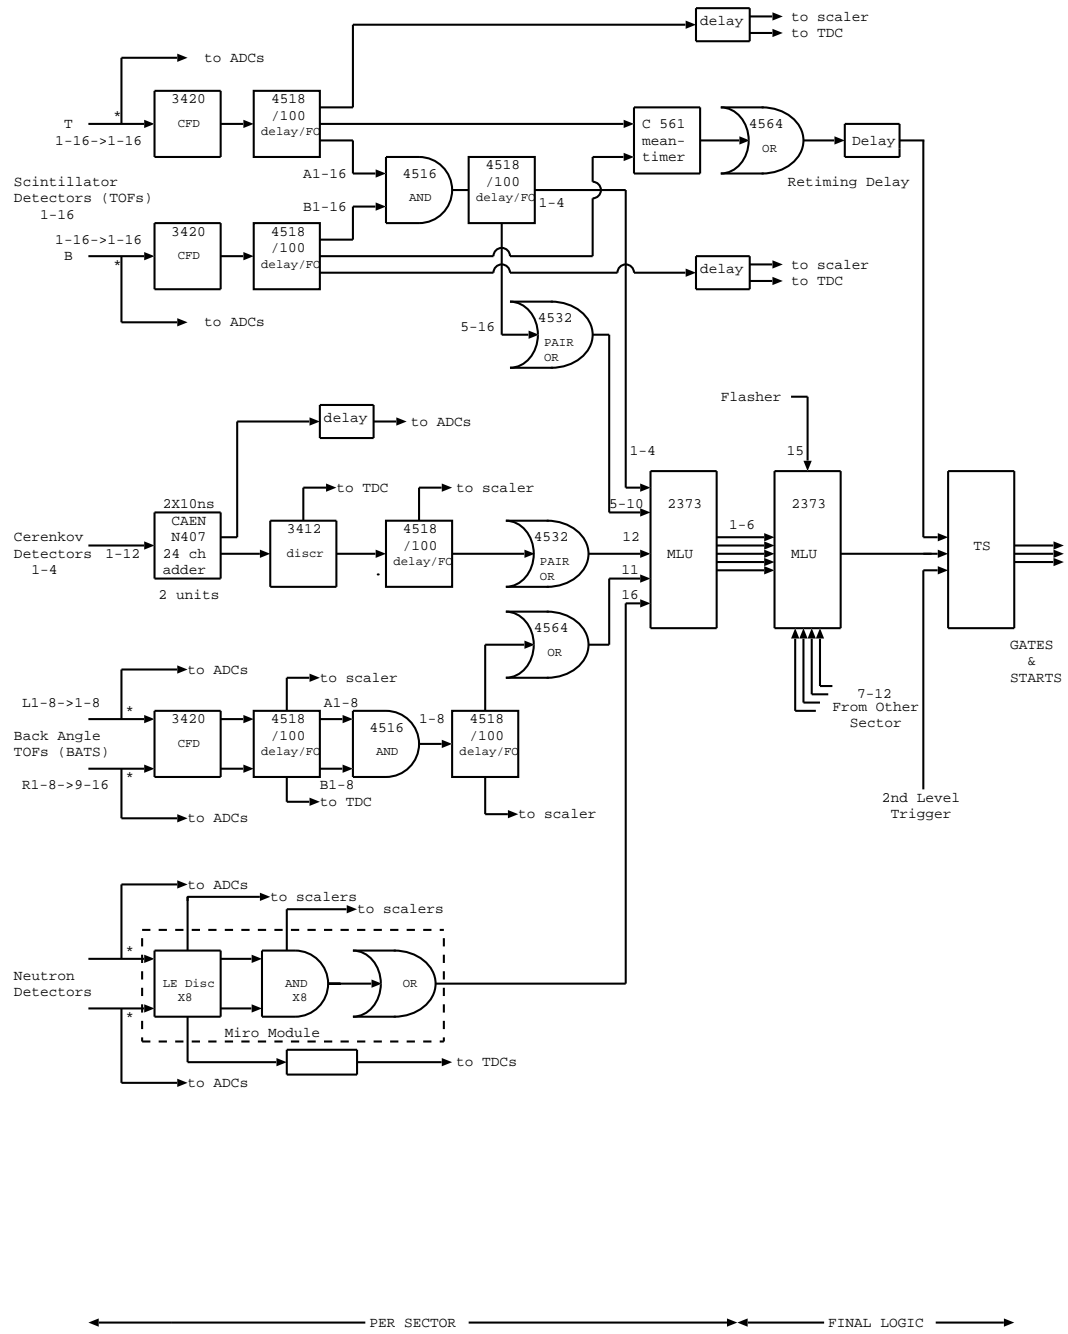 delay
to scaler
to TDC
to ADCs
3420
CFD
4518
/100
delay/FO
*
T
1-16->1-16
C 561
mean-
timer
4564
OR
Delay
Retiming Delay
A1-16
4516
AND
4518
/100
delay/FO
1-4
Scintillator
Detectors (TOFs)
1-16
B1-16
1-16->1-16
B
*
3420
CFD
4518
/100
delay/FO
delay
to scaler
to TDC
to ADCs
5-16
4532
PAIR
OR
Flasher
15
delay
to ADCs
1-4
to TDC
to scaler
2X10ns
CAEN
N407
24 ch
adder
2 units
Cerenkov
Detectors
1-4
1-12
3412
discr
4518
/100
delay/FO
4532
PAIR
OR
5-10
12
11
16
2373
MLU
1-6
2373
MLU
TS
GATES
&
STARTS
4564
OR
to ADCs
to scaler
L1-8->1-8
*
3420
CFD
4518
/100
delay/FO
A1-8
4516
AND
1-8
4518
/100
delay/FO
7-12
From Other
Sector
Back Angle
TOFs (BATS)
*
R1-8->9-16
B1-8
to TDC
to ADCs
to scaler
2nd Level
Trigger
to ADCs
to scalers
to scalers
*
Neutron
Detectors
LE Disc
X8
AND
X8
OR
*
Miro Module
to TDCs
to ADCs
PER SECTOR
FINAL LOGIC